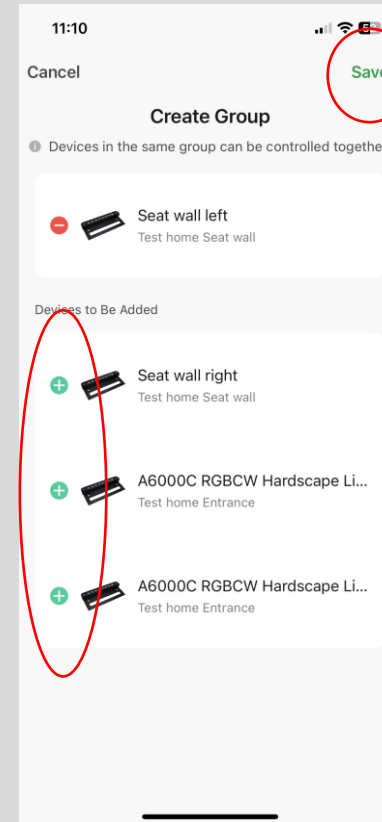 11:10
Cancel
Save
Create Group
Devices in the same group can be controlled togethe
Seat wall left
Test home Seat wall
Devices to Be Added
Seat wall right
Test home Seat wall
A6000C RGBCW Hardscape Li...
Test home Entrance
A6000C RGBCW Hardscape Li...
Test home Entrance